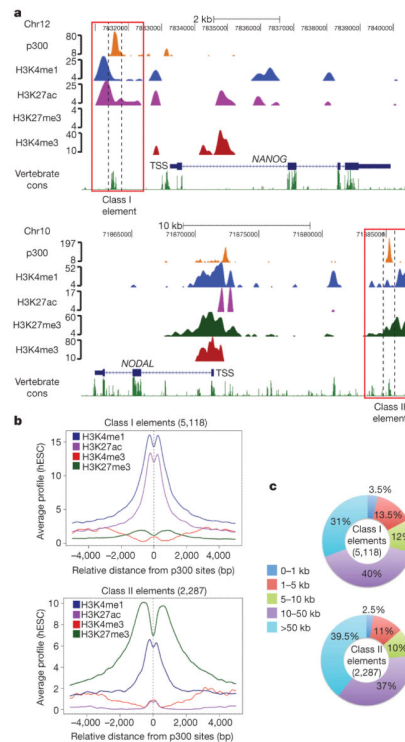 a
2 kb
Chr12
7832000 7833000 7834000 7835000 7836000 7837000 7838000 7839000 7840000
p300
80
8
H3K4me1
25
4
H3K27ac
25
4
H3K27me3
4
4
H3K4me3
40
10
TSS
NANOG
Vertebrate
cons
Class I
element
10 kb
Chr10
71865000 71870000 71875000 71880000 71885000
p300
197
8
H3K4me1
52
4
H3K27ac
17
4
H3K27me3
60
4
H3K4me3
80
10
NODAL
TSS
Vertebrate
cons
Class II
element
b
Class I elements (5,118)
H3K4me1
H3K27ac
H3K4me3
H3K27me3
Average profile (hESC)
15
10
5
0
–4,000 –2,000 0 2,000 4,000
Relative distance from p300 sites (bp)
Class II elements (2,287)
H3K4me1
H3K27ac
H3K4me3
H3K27me3
Average profile (hESC)
10
8
6
4
2
0
–4,000 –2,000 0 2,000 4,000
Relative distance from p300 sites (bp)
c
3.5%
13.5%
12%
40%
31%
Class I
elements
(5,118)
0–1 kb
1–5 kb
5–10 kb
10–50 kb
>50 kb
2.5%
11%
10%
37%
39.5%
Class II
elements
(2,287)